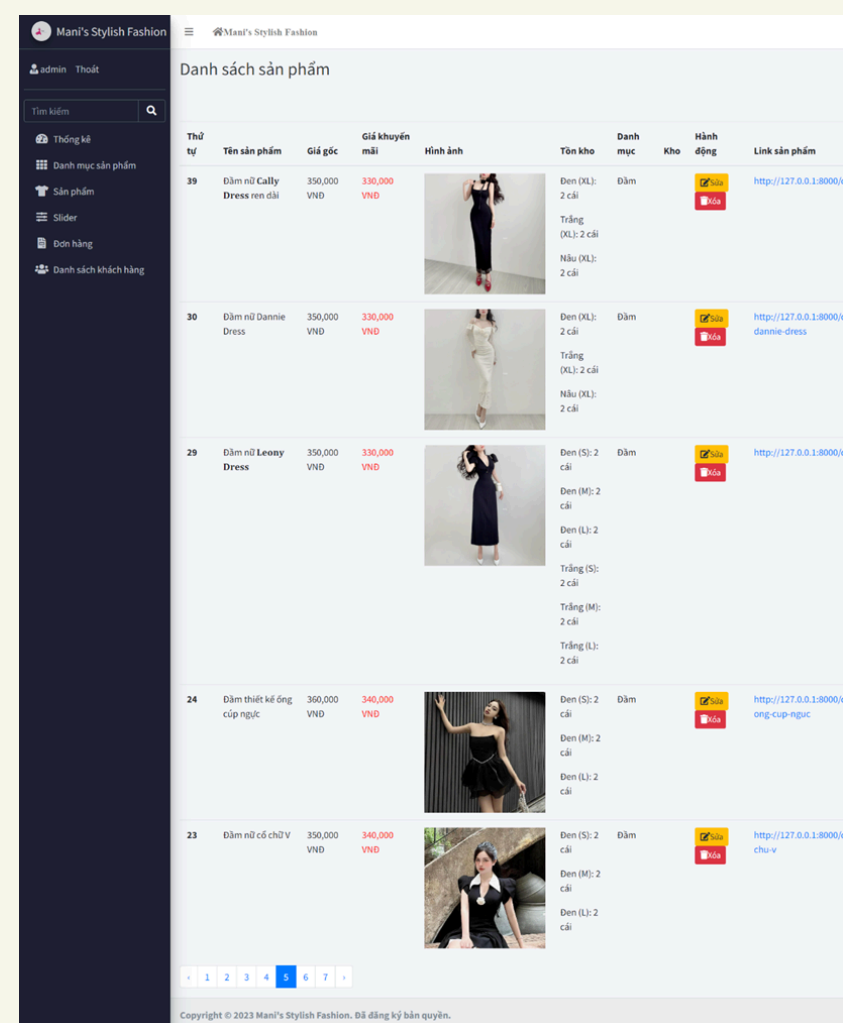 Mani's Stylish Fashion
Mani's Stylish Fashion
admin Thoát
Tìm kiếm
Thống kê
Danh mục sản phẩm
Sản phẩm
Slider
Đơn hàng
Danh sách khách hàng
Danh sách sản phẩm
Thứ tự Tên sản phẩm Giá gốc Giá khuyến mãi Hình ảnh Tồn kho Danh mục Kho Hành động Link sản phẩm
39 Đầm nữ Cally 350,000 330,000 Đen (XL): Đầm Sửa http://127.0.0.1:8000/
Dress ren dài VNĐ VNĐ 2 cái Xóa
Trắng
(XL): 2 cái
Nâu (XL):
2 cái
30 Đầm nữ Dannie 350,000 330,000 Đen (XL): Đầm Sửa http://127.0.0.1:8000/
Dress VNĐ VNĐ 2 cái Xóa dannie-dress
Trắng
(XL): 2 cái
Nâu (XL):
2 cái
29 Đầm nữ Leony 350,000 330,000 Đen (S): 2 Đầm Sửa http://127.0.0.1:8000/
Dress VNĐ VNĐ cái Xóa
Đen (M): 2
cái
Đen (L): 2
cái
Trắng (S):
2 cái
Trắng (M):
2 cái
Trắng (L):
2 cái
24 Đầm thiết kế ống 360,000 340,000 Đen (S): 2 Đầm Sửa http://127.0.0.1:8000/
cúp ngực VNĐ VNĐ cái Xóa ong-cup-nguc
Đen (M): 2
cái
Đen (L): 2
cái
23 Đầm nữ cổ chữ V 350,000 340,000 Đen (S): 2 Đầm Sửa http://127.0.0.1:8000/
VNĐ VNĐ cái Xóa chu-v
Đen (M): 2
cái
Đen (L): 2
cái
‹ 1 2 3 4 5 6 7 ›
Copyright © 2023 Mani's Stylish Fashion. Đã đăng ký bản quyền.